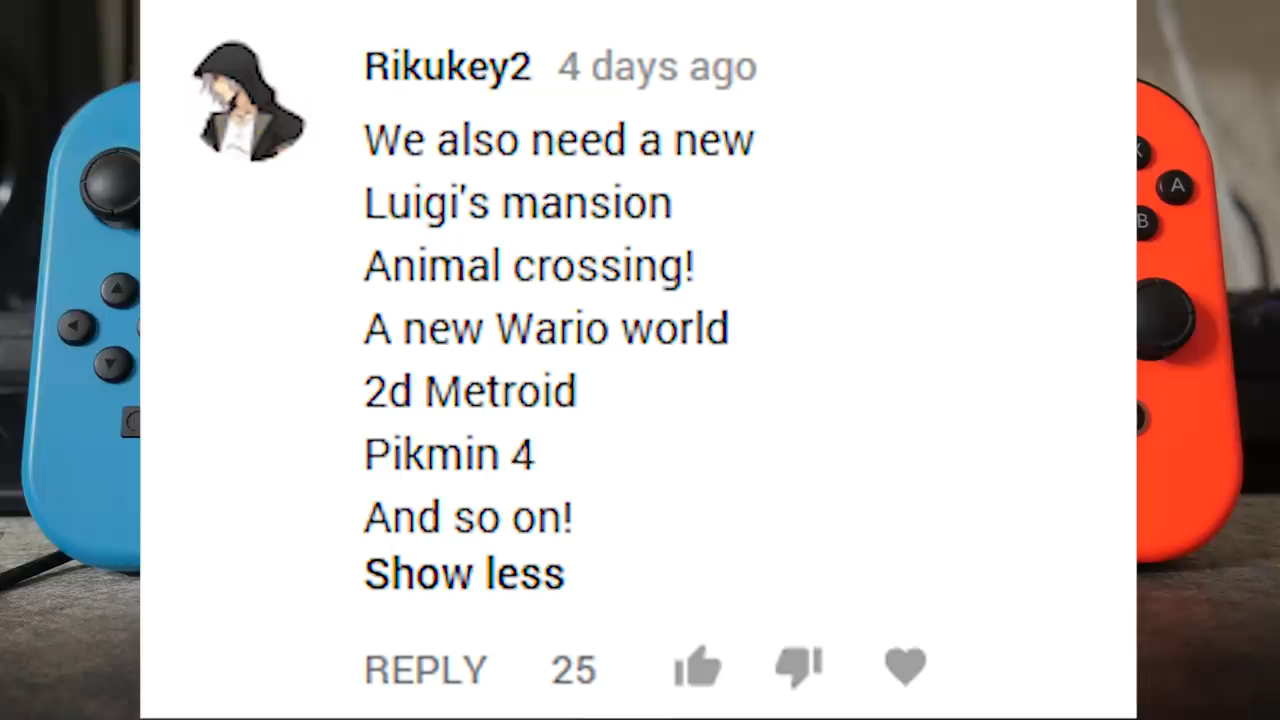 Rikukey2 4 days ago
We also need a new
Luigi's mansion
Animal crossing!
A new Wario world
2d Metroid
Pikmin 4
And so on!
Show less
REPLY 25
X
A
B